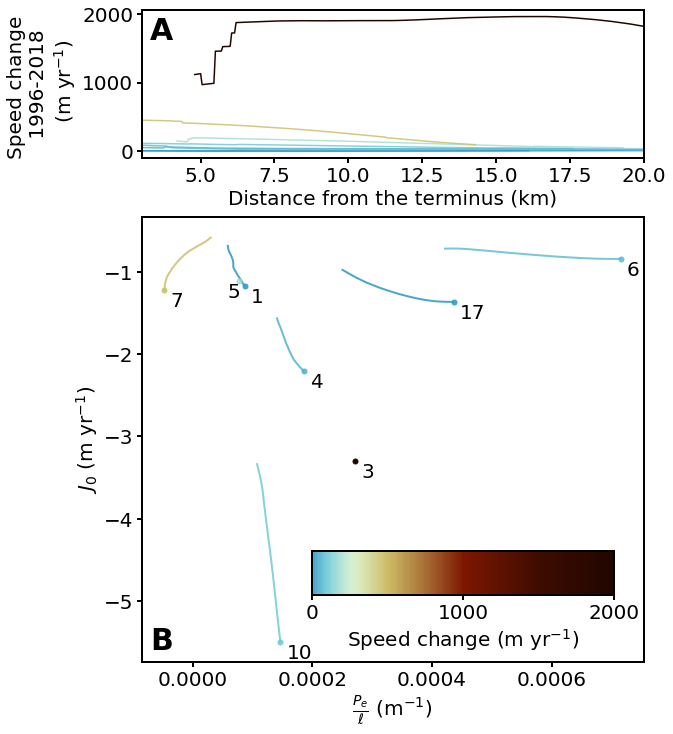 A
Speed change
1996-2018
(m yr⁻¹)
2000
1000
0
5.0 7.5 10.0 12.5 15.0 17.5 20.0
Distance from the terminus (km)
B
J₀ (m yr⁻¹)
−1
−2
−3
−4
−5
7
5
1
17
6
4
3
10
0 1000 2000
Speed change (m yr⁻¹)
0.0000 0.0002 0.0004 0.0006
Pₑ/ℓ (m⁻¹)